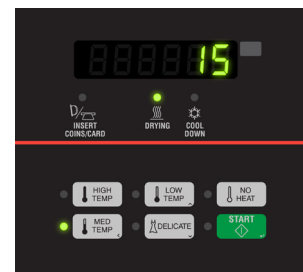 15
INSERT
COINS/CARD
DRYING
COOL
DOWN
HIGH
TEMP
LOW
TEMP
NO
HEAT
MED
TEMP
DELICATE
START